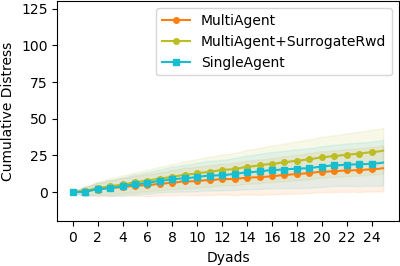 Cumulative Distress
125
100
75
50
25
0
MultiAgent
MultiAgent+SurrogateRwd
SingleAgent
0 2 4 6 8 10 12 14 16 18 20 22 24
Dyads